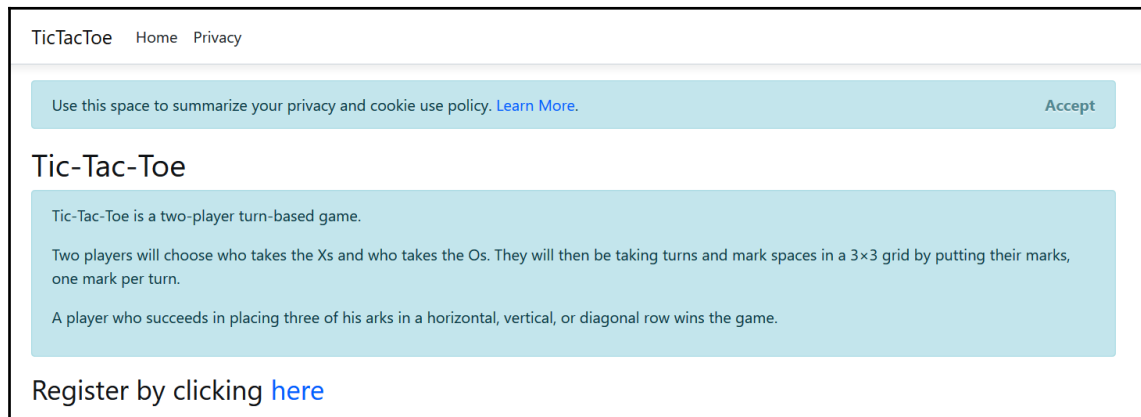 TicTacToe Home Privacy
Use this space to summarize your privacy and cookie use policy. Learn More. Accept
Tic-Tac-Toe
Tic-Tac-Toe is a two-player turn-based game.
Two players will choose who takes the Xs and who takes the Os. They will then be taking turns and mark spaces in a 3×3 grid by putting their marks,
one mark per turn.
A player who succeeds in placing three of his arks in a horizontal, vertical, or diagonal row wins the game.
Register by clicking here